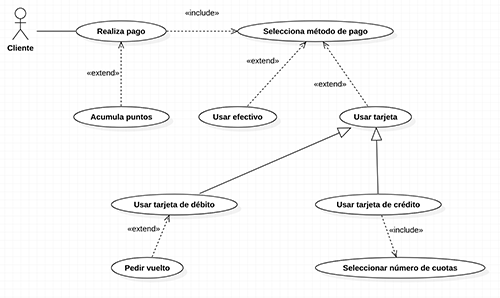 «include»
Realiza pago
Selecciona método de pago
Cliente
«extend»
«extend»
«extend»
Acumula puntos
Usar efectivo
Usar tarjeta
Usar tarjeta de débito
Usar tarjeta de crédito
«extend»
«include»
Pedir vuelto
Seleccionar número de cuotas